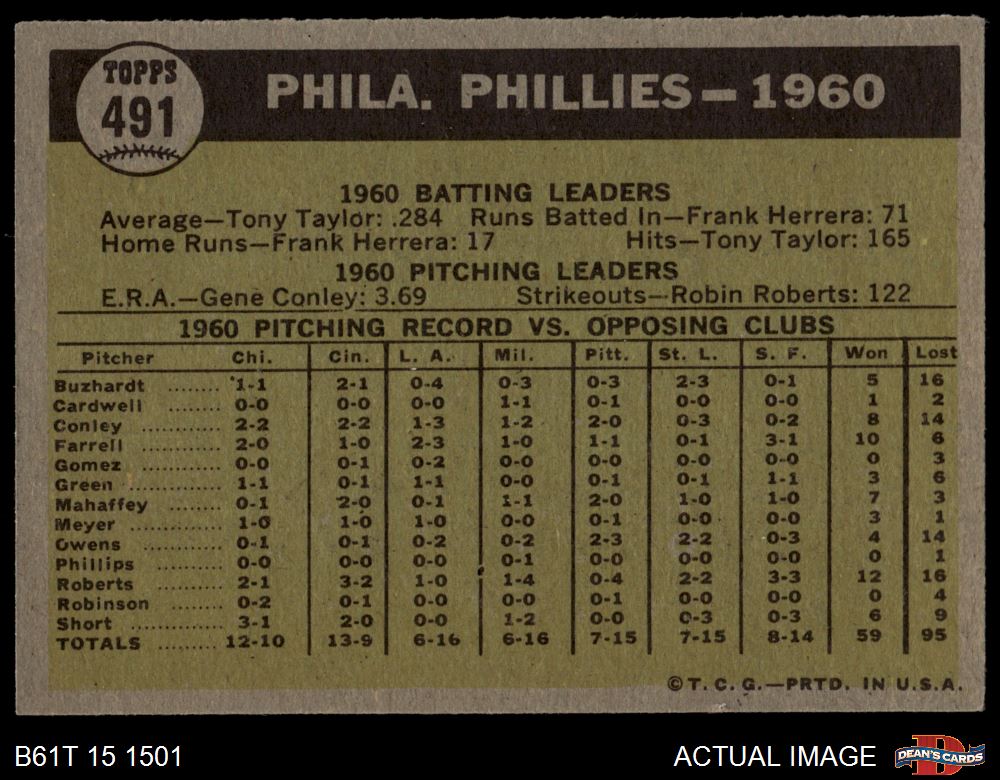 TOPPS
491
PHILA. PHILLIES — 1960
1960 BATTING LEADERS
Average—Tony Taylor: .284 Runs Batted In—Frank Herrera: 71
Home Runs—Frank Herrera: 17 Hits—Tony Taylor: 165
1960 PITCHING LEADERS
E.R.A.—Gene Conley: 3.69 Strikeouts—Robin Roberts: 122
1960 PITCHING RECORD VS. OPPOSING CLUBS
Pitcher Chi. Cin. L. A. Mil. Pitt. St. L. S. F. Won Lost
Buzhardt ........ 1-1 2-1 0-4 0-3 0-3 2-3 0-1 5 16
Cardwell ........ 0-0 0-0 0-0 1-1 0-1 0-0 0-0 1 2
Conley ............ 2-2 2-2 1-3 1-2 2-0 0-3 0-2 8 14
Farrell ............ 2-0 1-0 2-3 1-0 1-1 0-1 3-1 10 6
Gomez ............ 0-0 0-1 0-2 0-0 0-0 0-0 0-0 0 3
Green .............. 1-1 0-1 1-1 0-0 0-1 0-1 1-1 3 6
Mahaffey ........ 0-1 2-0 0-1 1-1 2-0 1-0 1-0 7 3
Meyer .............. 1-0 1-0 1-0 0-0 0-1 0-0 0-0 3 1
Owens ............ 0-1 0-1 0-2 0-2 2-3 2-2 0-3 4 14
Phillips ............ 0-0 0-0 0-0 0-1 0-0 0-0 0-0 0 1
Roberts .......... 2-1 3-2 1-0 1-4 0-4 2-2 3-3 12 16
Robinson ........ 0-2 0-1 0-0 0-0 0-1 0-0 0-0 0 4
Short .............. 3-1 2-0 0-0 1-2 0-0 0-3 0-3 6 9
TOTALS .......... 12-10 13-9 6-16 6-16 7-15 7-15 8-14 59 95
© T. C. G.—PRTD. IN U.S.A.
B61T 15 1501 ACTUAL IMAGE DEAN'S CARDS